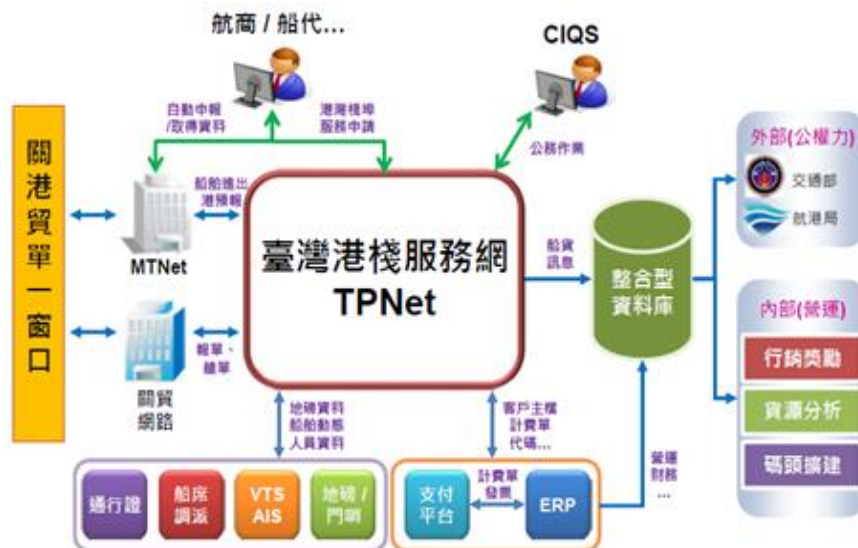 航商 / 船代...
CIQS
自動申報
/取得資料
港灣棧埠
服務申請
公務作業
關港貿單一窗口
MTNet
船舶進出
港預報
臺灣港棧服務網
TPNet
船貨
訊息
整合型
資料庫
外部(公權力)
交通部
航港局
內部(營運)
行銷獎勵
貨源分析
碼頭擴建
關貿
網路
報單、
艙單
地磅資料
船舶動態
人員資料
客戶主檔
計費單
代碼...
營運
財務
...
通行證
船席
調派
VTS
AIS
地磅 /
門哨
支付
平台
計費單
發票
ERP